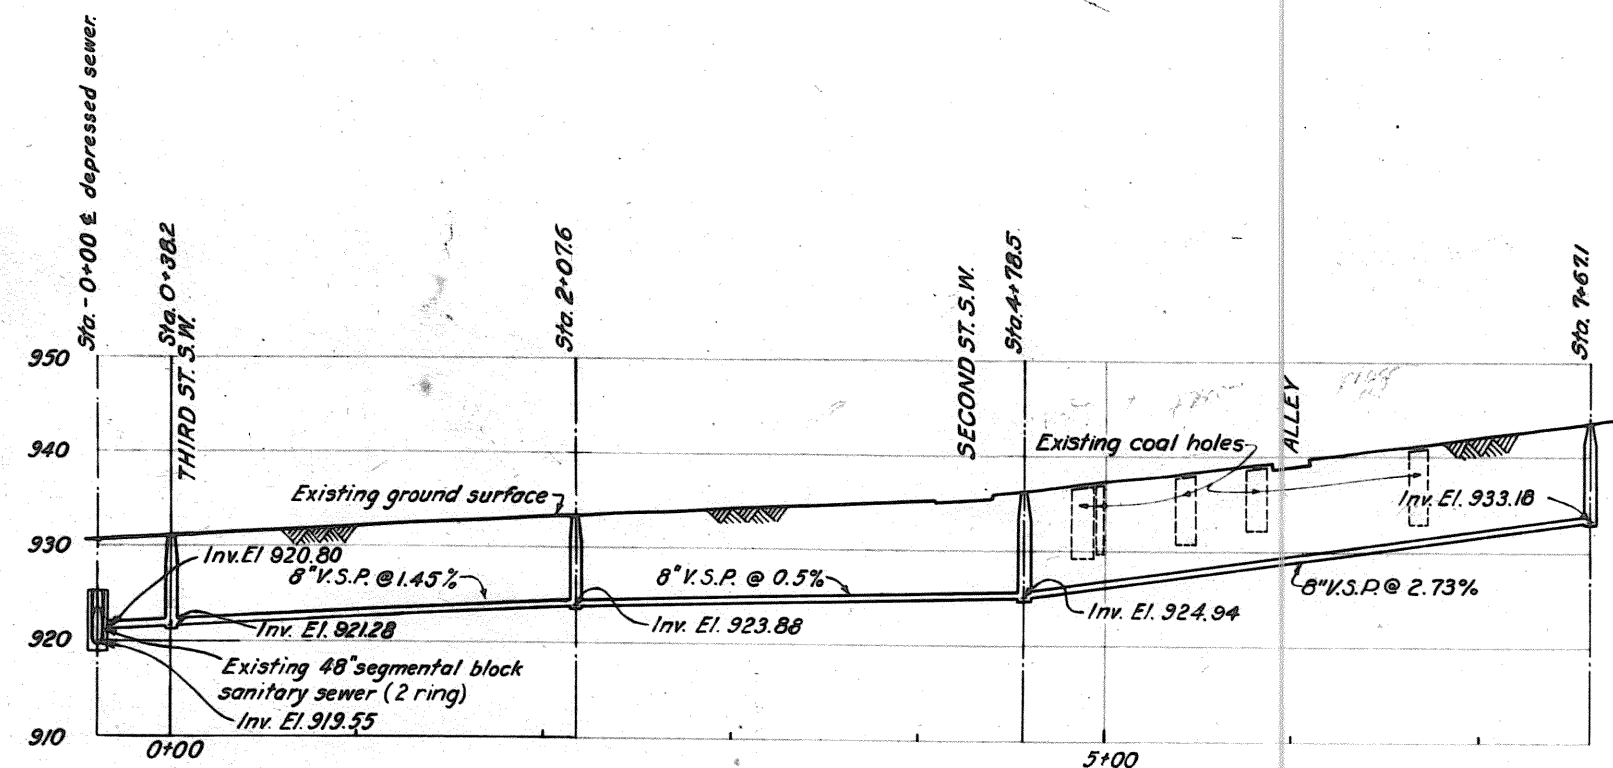 Sta. - 0+00 ℄ depressed sewer.
Sta. 0+38.2
THIRD ST. S.W.
Sta. 2+07.6
SECOND ST. S.W.
Sta. 4+78.5
ALLEY
Sta. 7+67.1
950
940
930
920
910
Existing ground surface
Existing coal holes
Inv. El. 933.18
Inv. El 920.80
8" V.S.P. @ 1.45%
8" V.S.P. @ 0.5%
8" V.S.P. @ 2.73%
Inv. El. 921.28
Inv. El. 923.88
Inv. El. 924.94
Existing 48" segmental block
sanitary sewer (2 ring)
Inv. El. 919.55
0+00
5+00